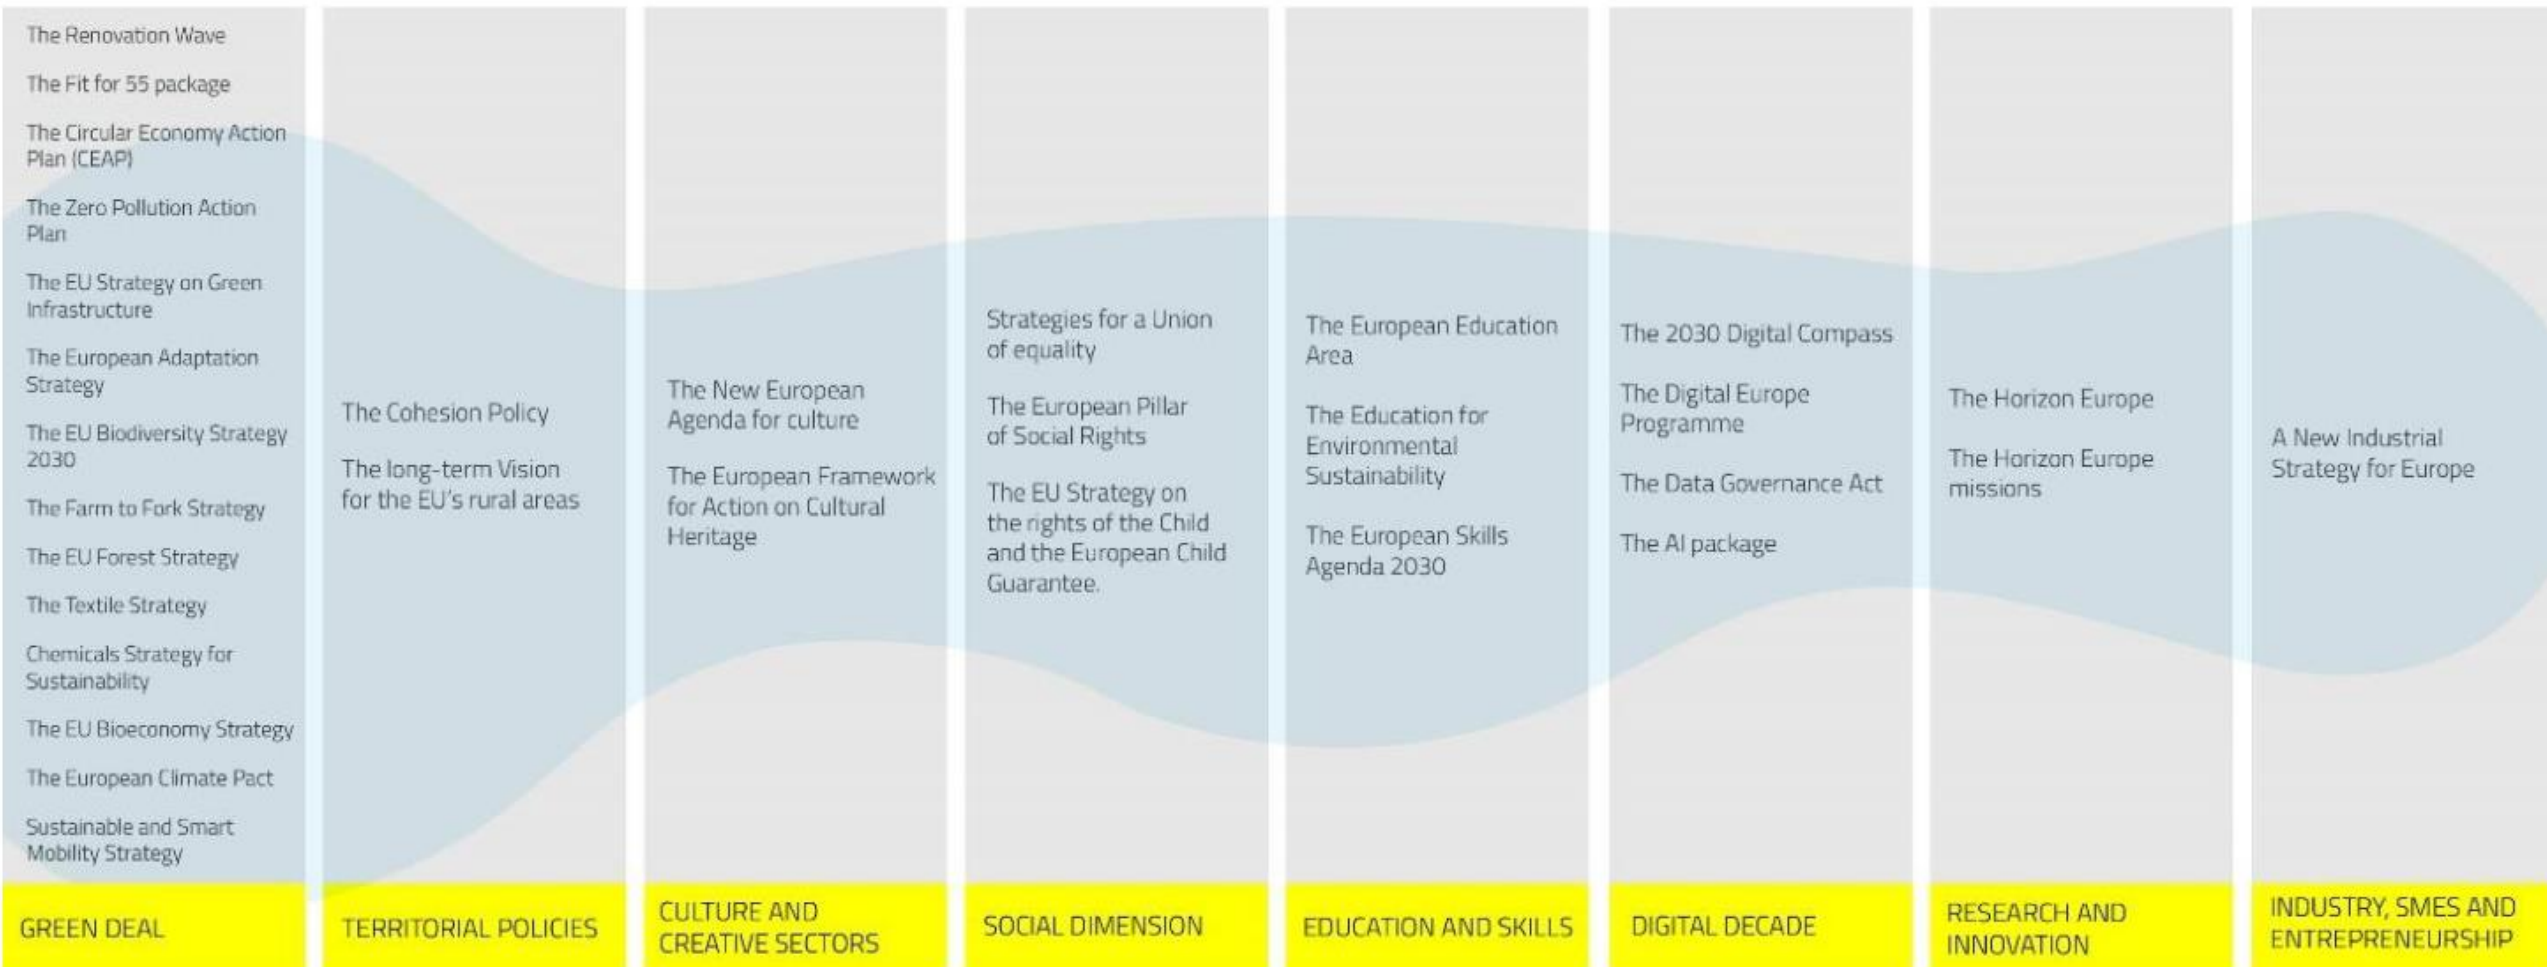 The Renovation Wave
The Fit for 55 package
The Circular Economy Action
Plan (CEAP)
The Zero Pollution Action
Plan
The EU Strategy on Green
Infrastructure
The European Adaptation
Strategy
The EU Biodiversity Strategy
2030
The Farm to Fork Strategy
The EU Forest Strategy
The Textile Strategy
Chemicals Strategy for
Sustainability
The EU Bioeconomy Strategy
The European Climate Pact
Sustainable and Smart
Mobility Strategy
GREEN DEAL
The Cohesion Policy
The long-term Vision
for the EU's rural areas
TERRITORIAL POLICIES
The New European
Agenda for culture
The European Framework
for Action on Cultural
Heritage
CULTURE AND
CREATIVE SECTORS
Strategies for a Union
of equality
The European Pillar
of Social Rights
The EU Strategy on
the rights of the Child
and the European Child
Guarantee.
SOCIAL DIMENSION
The European Education
Area
The Education for
Environmental
Sustainability
The European Skills
Agenda 2030
EDUCATION AND SKILLS
The 2030 Digital Compass
The Digital Europe
Programme
The Data Governance Act
The AI package
DIGITAL DECADE
The Horizon Europe
The Horizon Europe
missions
RESEARCH AND
INNOVATION
A New Industrial
Strategy for Europe
INDUSTRY, SMES AND
ENTREPRENEURSHIP